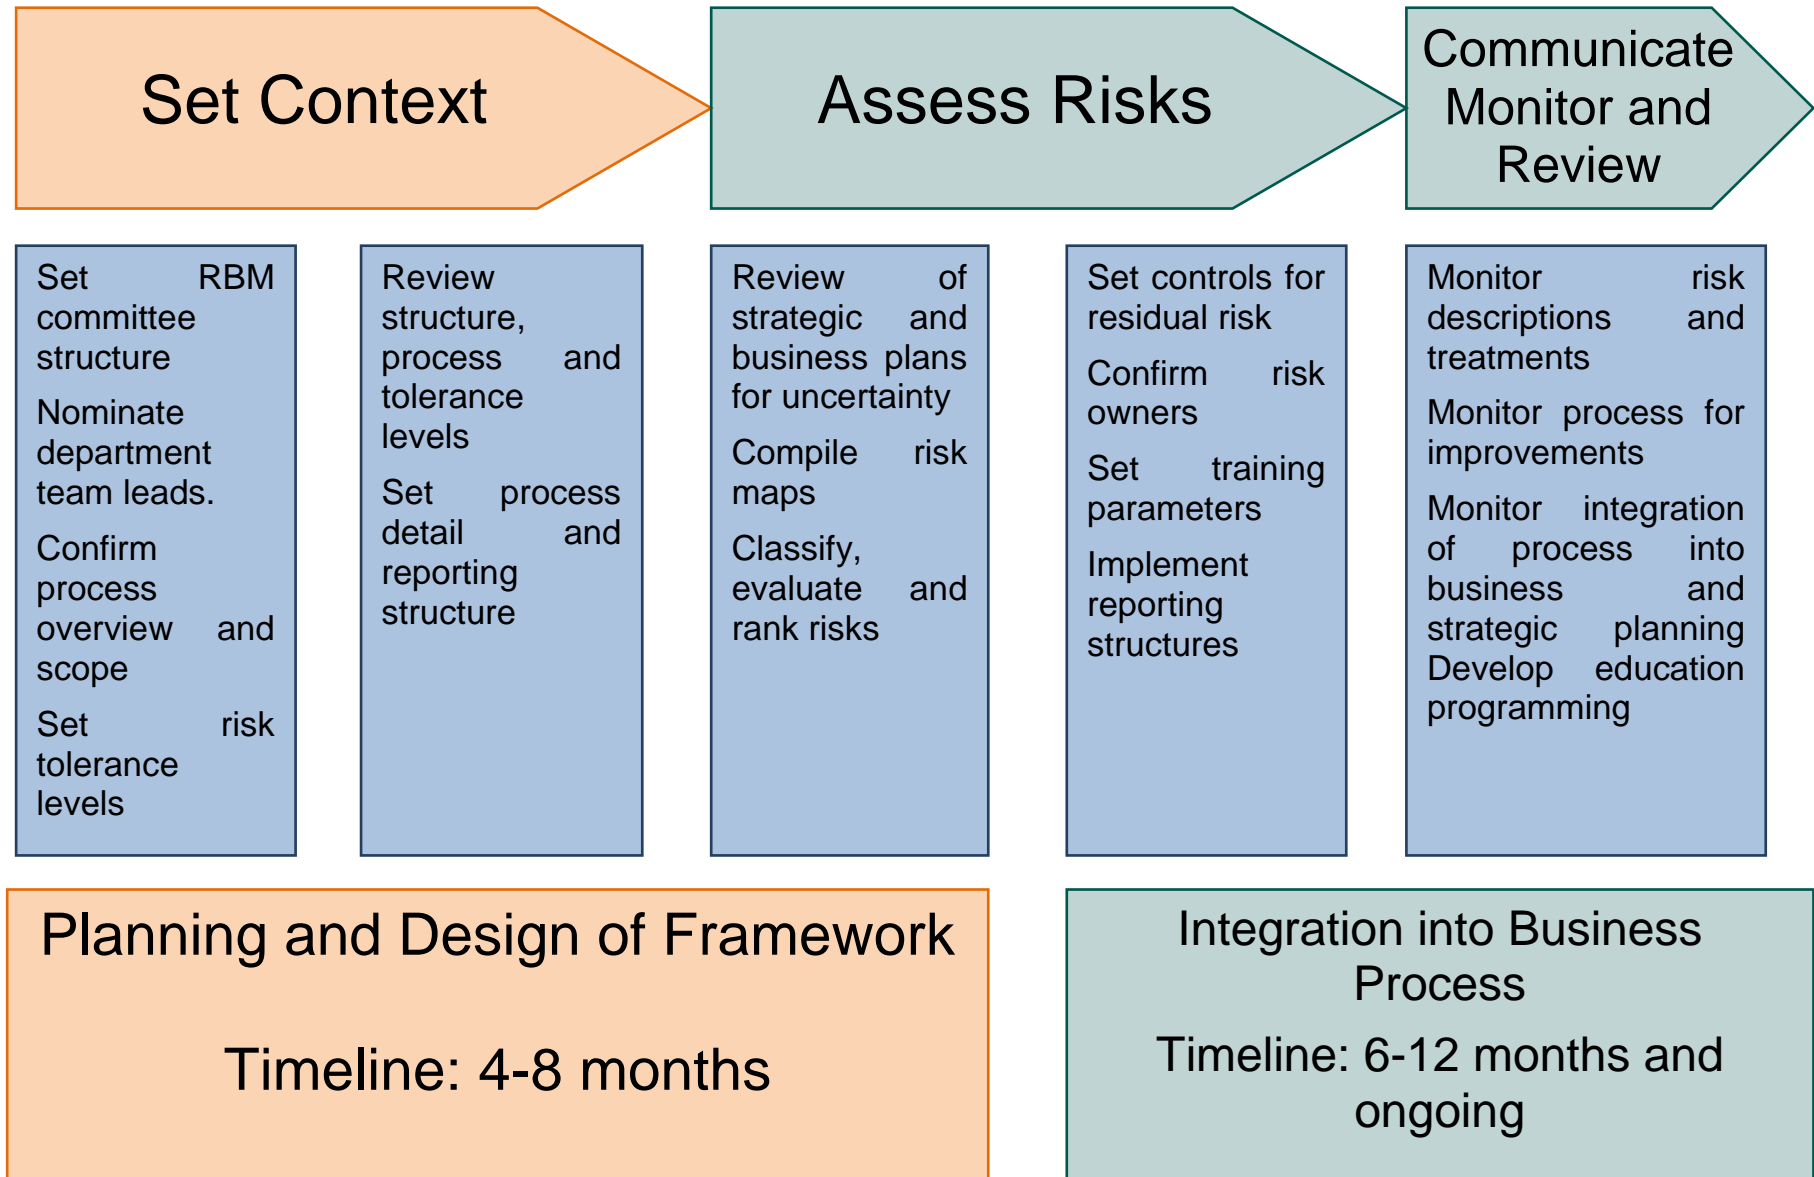 Set Context
Assess Risks
Communicate
Monitor and
Review
Set RBM
committee
structure
Nominate
department
team leads.
Confirm
process
overview and
scope
Set risk
tolerance
levels
Review
structure,
process and
tolerance
levels
Set process
detail and
reporting
structure
Review of
strategic and
business plans
for uncertainty
Compile risk
maps
Classify,
evaluate and
rank risks
Set controls for
residual risk
Confirm risk
owners
Set training
parameters
Implement
reporting
structures
Monitor risk
descriptions and
treatments
Monitor process for
improvements
Monitor integration
of process into
business and
strategic planning
Develop education
programming
Planning and Design of Framework
Timeline: 4-8 months
Integration into Business
Process
Timeline: 6-12 months and
ongoing